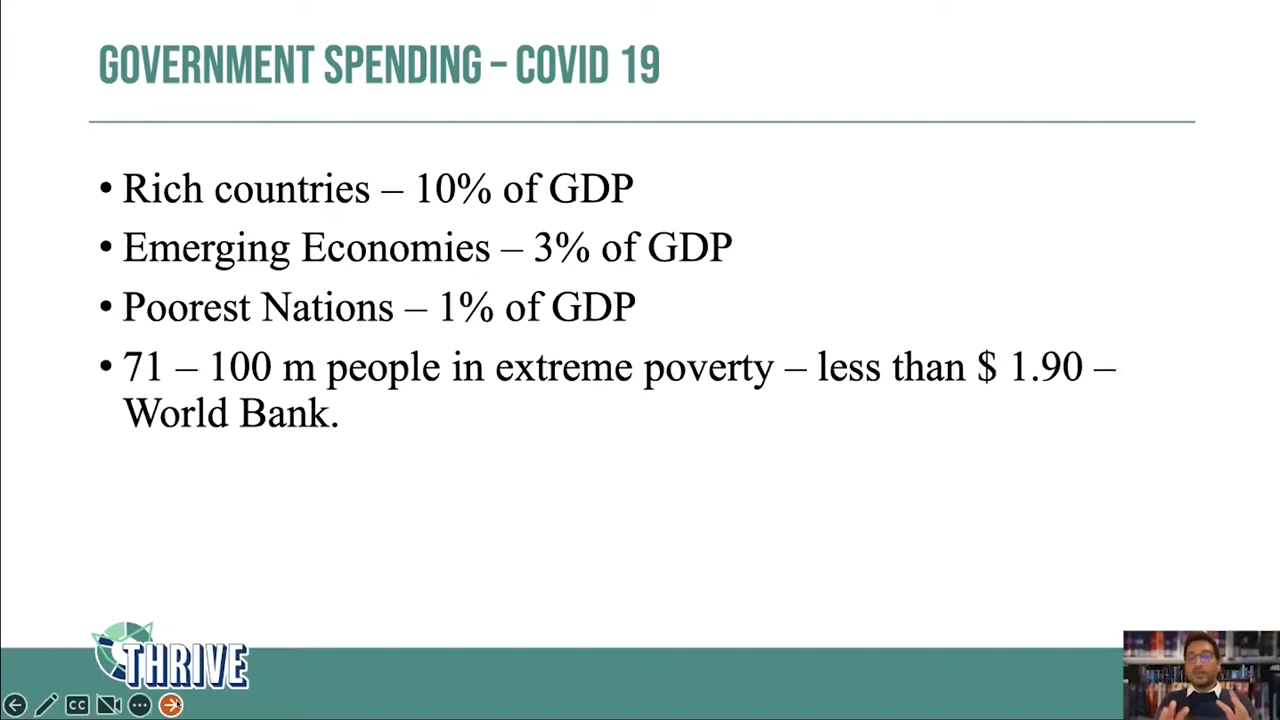 GOVERNMENT SPENDING – COVID 19
• Rich countries – 10% of GDP
• Emerging Economies – 3% of GDP
• Poorest Nations – 1% of GDP
• 71 – 100 m people in extreme poverty – less than $ 1.90 –
World Bank.
THRIVE
CC